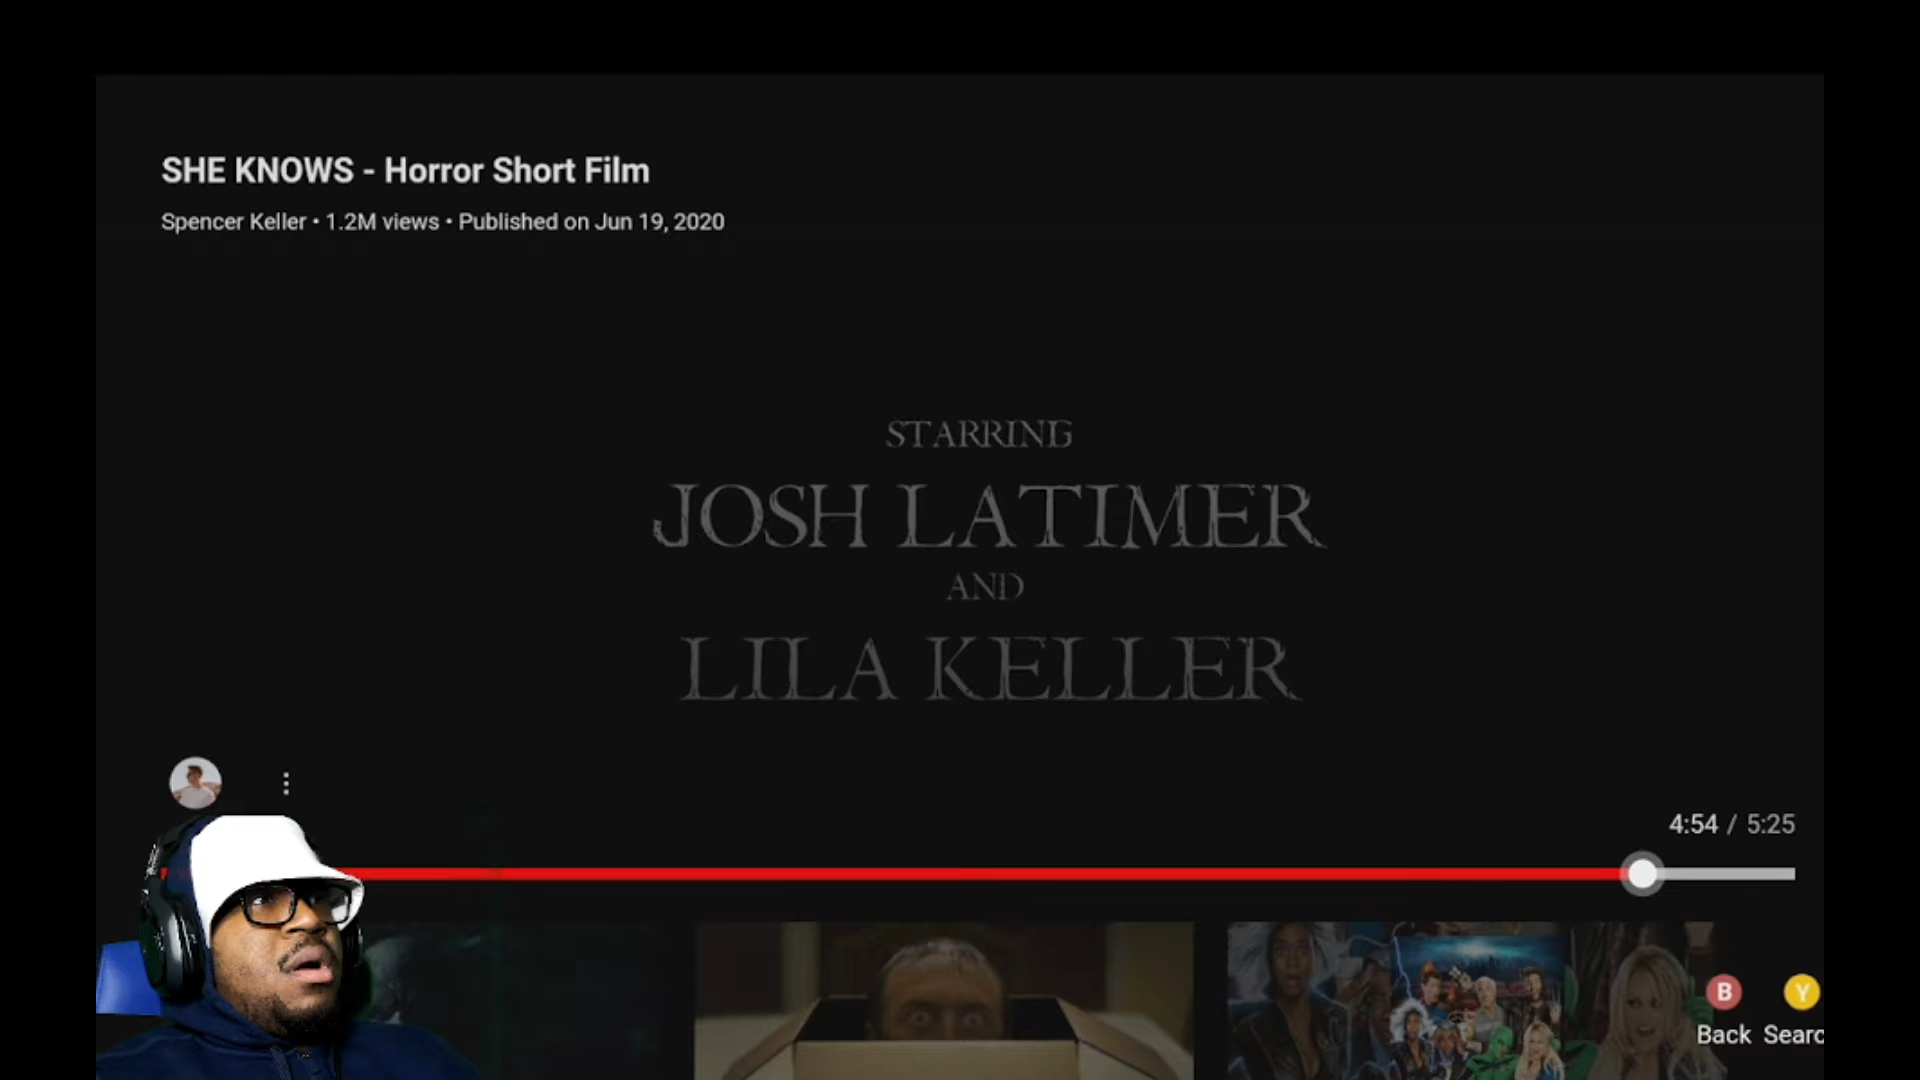 SHE KNOWS - Horror Short Film
Spencer Keller • 1.2M views • Published on Jun 19, 2020
STARRING
JOSH LATIMER
AND
LILA KELLER
4:54 / 5:25
B Y
Back Searc